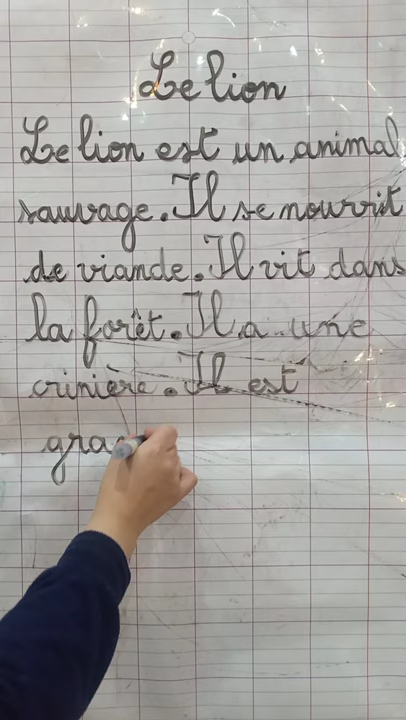 Le lion
Le lion est un animal
sauvage. Il se nourrit
de viande. Il vit dans
la forêt. Il a une
crinière. Il est
gra